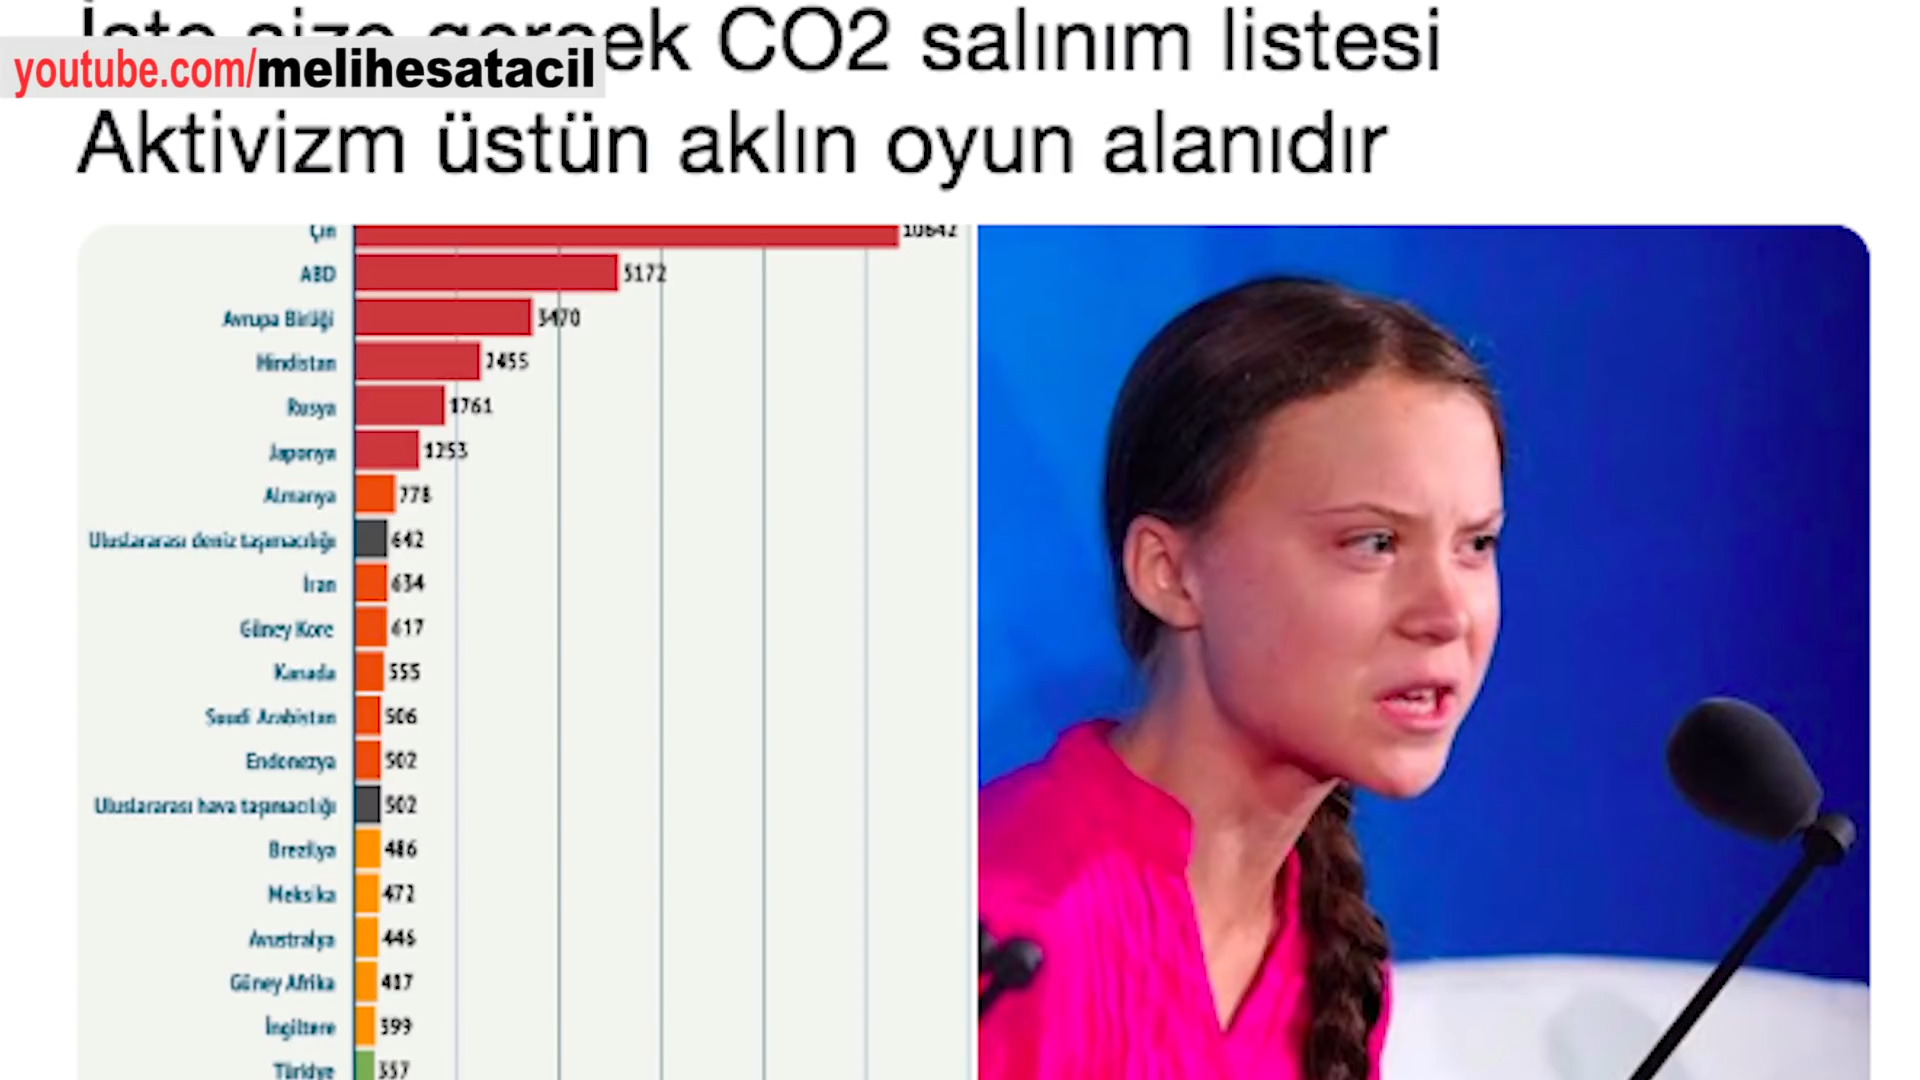 ek CO2 salınım listesi
youtube.com/melihesatacil
Aktivizm üstün aklın oyun alanıdır
Çin 10642
ABD 5172
Avrupa Birliği 3470
Hindistan 2455
Rusya 1761
Japonya 1253
Almanya 778
Uluslararası deniz taşımacılığı 642
İran 634
Güney Kore 617
Kanada 555
Suudi Arabistan 506
Endonezya 502
Uluslararası hava taşımacılığı 502
Brezilya 486
Meksika 472
Avustralya 446
Güney Afrika 417
İngiltere 399
Türkiye 357